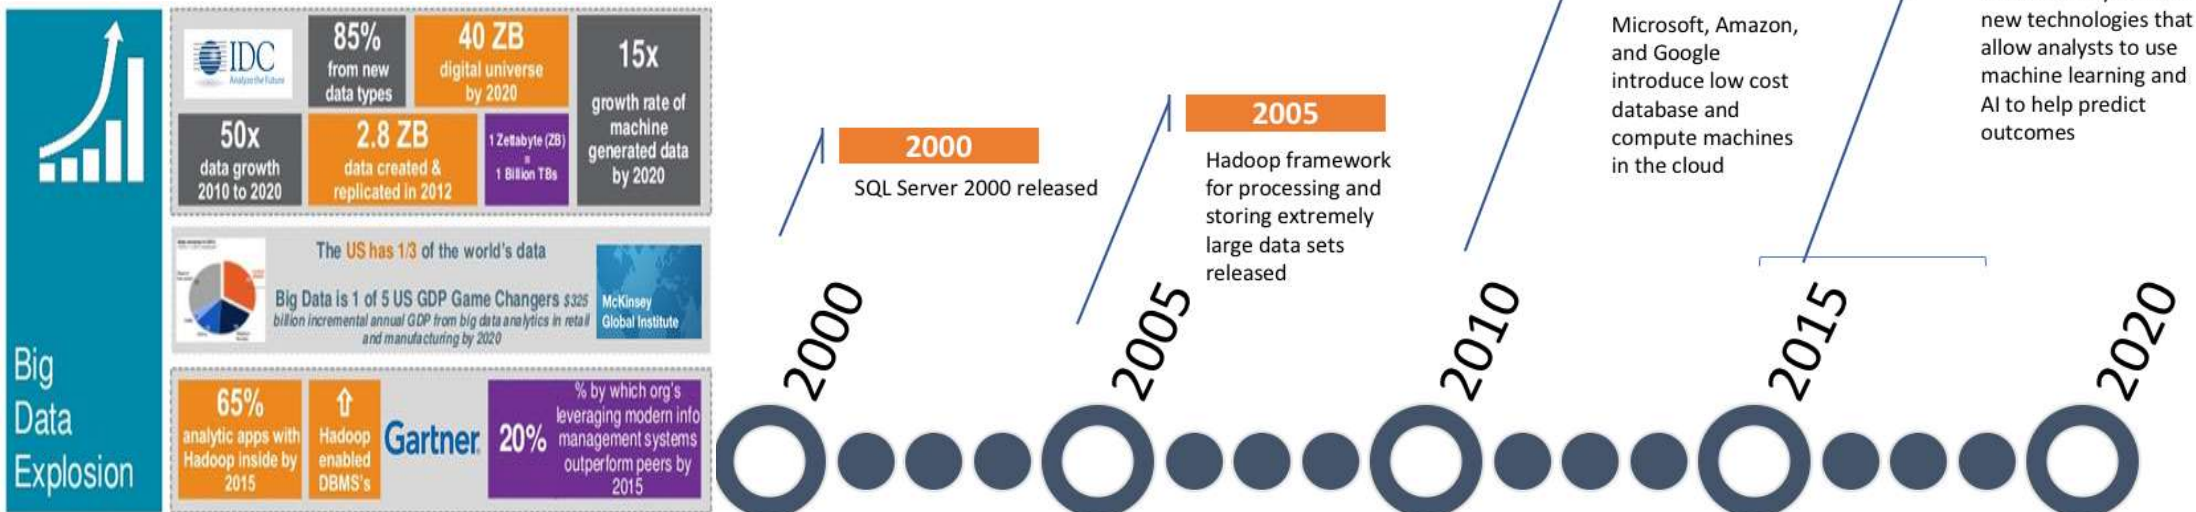 Big
Data
Explosion
IDC
Analyze the Future
85%
from new
data types
40 ZB
digital universe
by 2020
15x
growth rate of
machine
generated data
by 2020
50x
data growth
2010 to 2020
2.8 ZB
data created &
replicated in 2012
1 Zettabyte (ZB)
=
1 Billion TBs
The US has 1/3 of the world's data
Big Data is 1 of 5 US GDP Game Changers $325
billion incremental annual GDP from big data analytics in retail
and manufacturing by 2020
McKinsey
Global Institute
65%
analytic apps with
Hadoop inside by
2015
Hadoop
enabled
DBMS's
Gartner
20%
% by which org's
leveraging modern info
management systems
outperform peers by
2015
2000
SQL Server 2000 released
2005
Hadoop framework
for processing and
storing extremely
large data sets
released
Microsoft, Amazon,
and Google
introduce low cost
database and
compute machines
in the cloud
new technologies that
allow analysts to use
machine learning and
AI to help predict
outcomes
2000
2005
2010
2015
2020